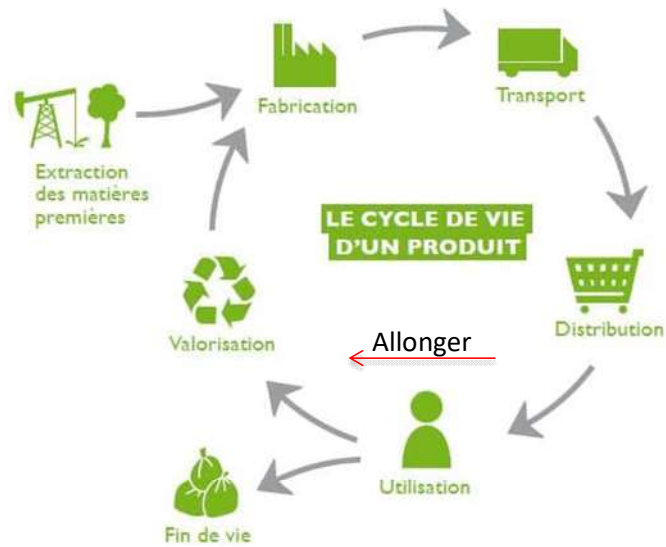 Fabrication
Transport
Extraction
des matières
premières
LE CYCLE DE VIE
D'UN PRODUIT
Distribution
Valorisation
Allonger
Utilisation
Fin de vie